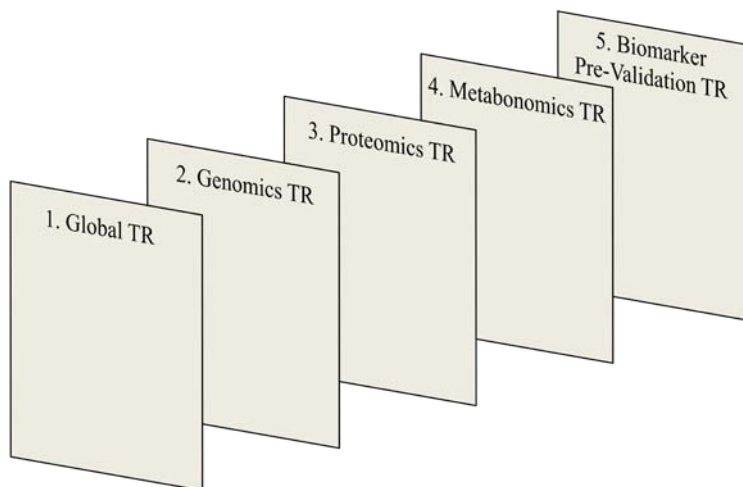 1. Global TR
2. Genomics TR
3. Proteomics TR
4. Metabonomics TR
5. Biomarker
Pre-Validation TR